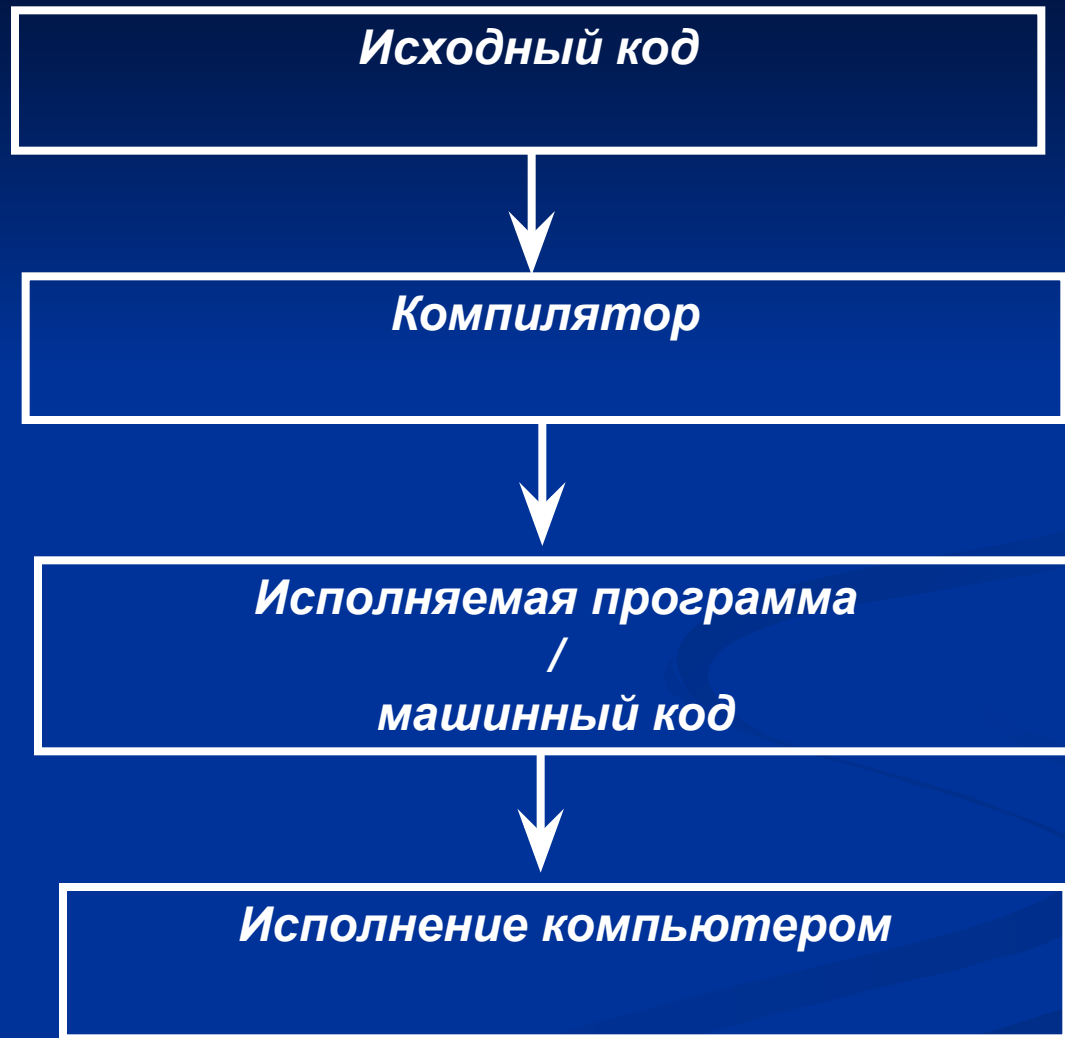 Исходный код
Компилятор
Исполняемая программа
/
машинный код
Исполнение компьютером